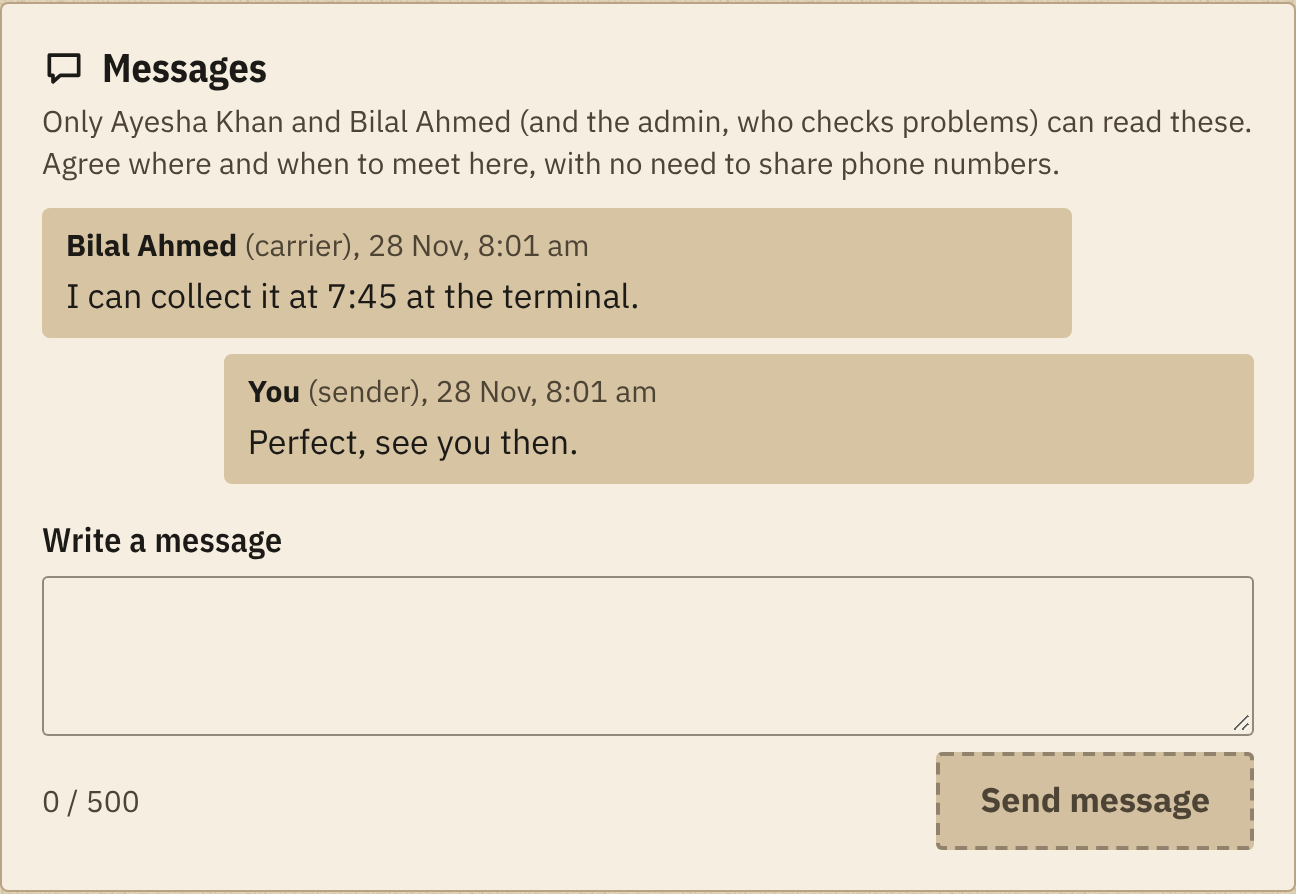 Messages
Only Ayesha Khan and Bilal Ahmed (and the admin, who checks problems) can read these.
Agree where and when to meet here, with no need to share phone numbers.
Bilal Ahmed (carrier), 28 Nov, 8:01 am
I can collect it at 7:45 at the terminal.
You (sender), 28 Nov, 8:01 am
Perfect, see you then.
Write a message
0 / 500
Send message